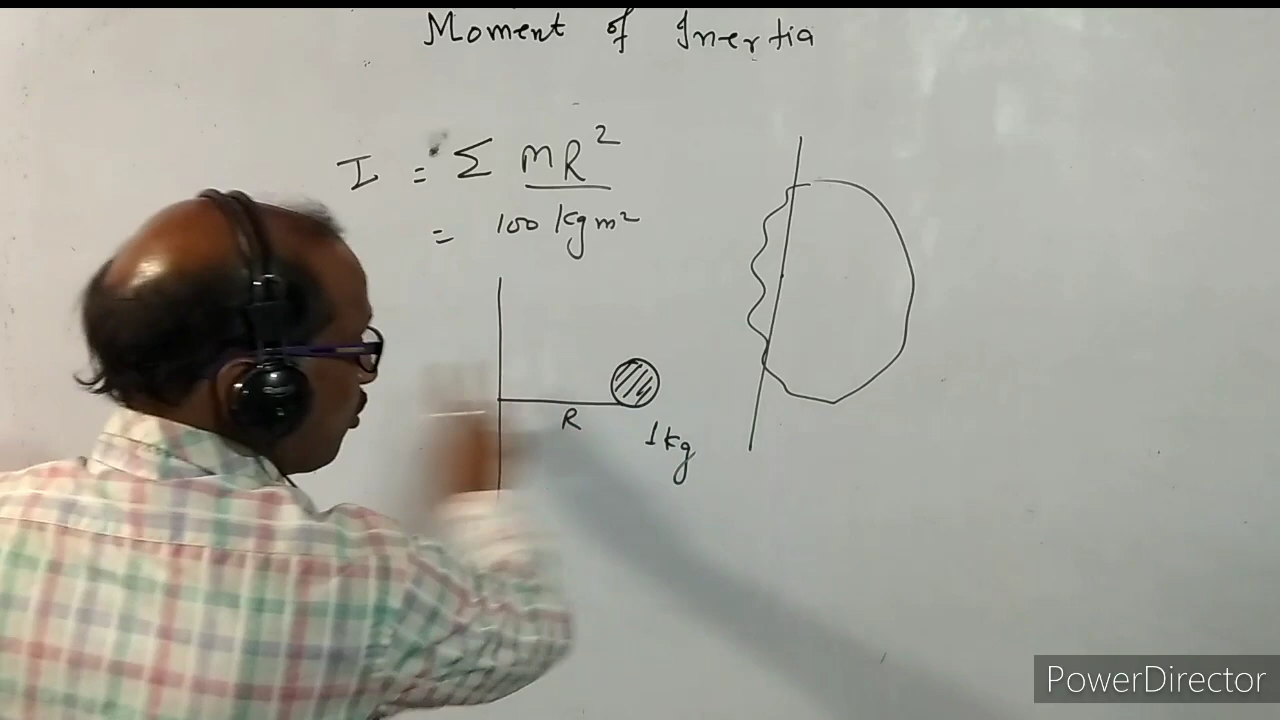 Moment of Inertia
I = Σ MR²
= 100 kgm²
R
1kg
PowerDirector